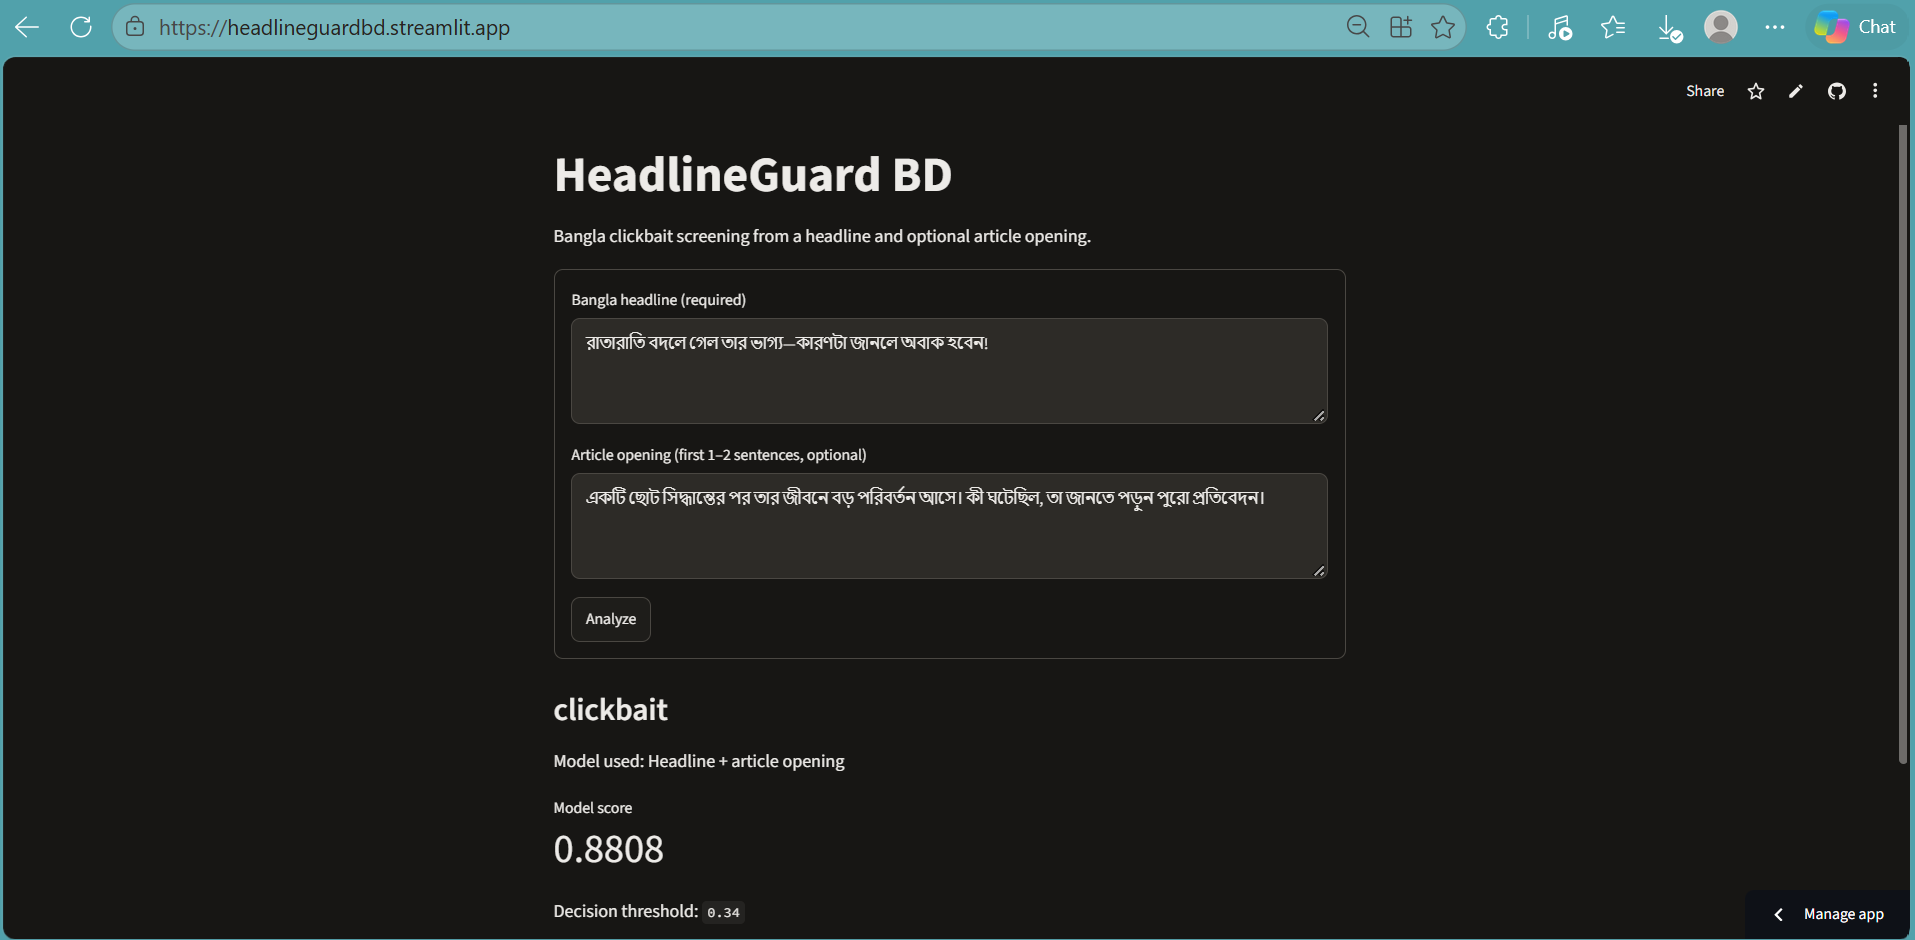 https://headlineguardbd.streamlit.app
Chat
Share
HeadlineGuard BD
Bangla clickbait screening from a headline and optional article opening.
Bangla headline (required)
রাতারাতি বদলে গেল তার ভাগ্য—কারণটা জানলে অবাক হবেন!
Article opening (first 1–2 sentences, optional)
একটি ছোট সিদ্ধান্তের পর তার জীবনে বড় পরিবর্তন আসে। কী ঘটেছিল, তা জানতে পড়ুন পুরো প্রতিবেদন।
Analyze
clickbait
Model used: Headline + article opening
Model score
0.8808
Decision threshold: 0.34
Manage app